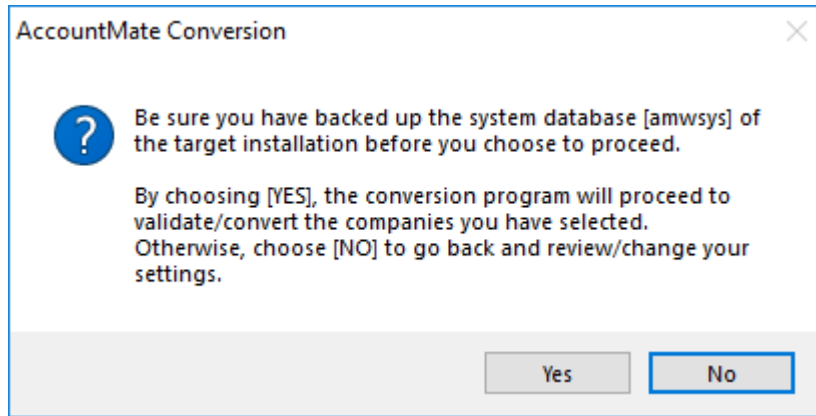 AccountMate Conversion
?
Be sure you have backed up the system database [amwsys] of
the target installation before you choose to proceed.
By choosing [YES], the conversion program will proceed to
validate/convert the companies you have selected.
Otherwise, choose [NO] to go back and review/change your
settings.
Yes
No